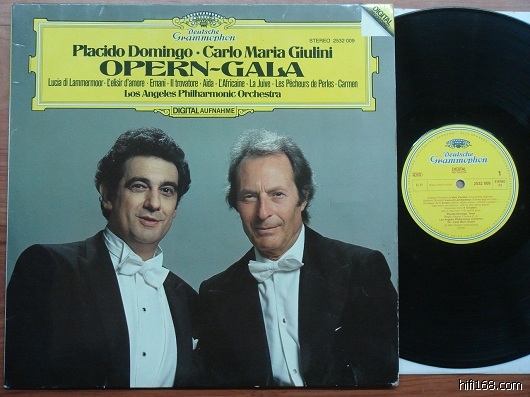 Deutsche
Grammophon
STEREO 2532 009
DIGITAL
Placido Domingo · Carlo Maria Giulini
OPERN-GALA
Lucia di Lammermoor · L'elisir d'amore · Ernani · Il trovatore · Aida · L'Africaine · La Juive · Les Pêcheurs de Perles · Carmen
Los Angeles Philharmonic Orchestra
DIGITAL AUFNAHME
Deutsche
Grammophon
DIGITAL
1
2532 009
STEREO
hifi168.com